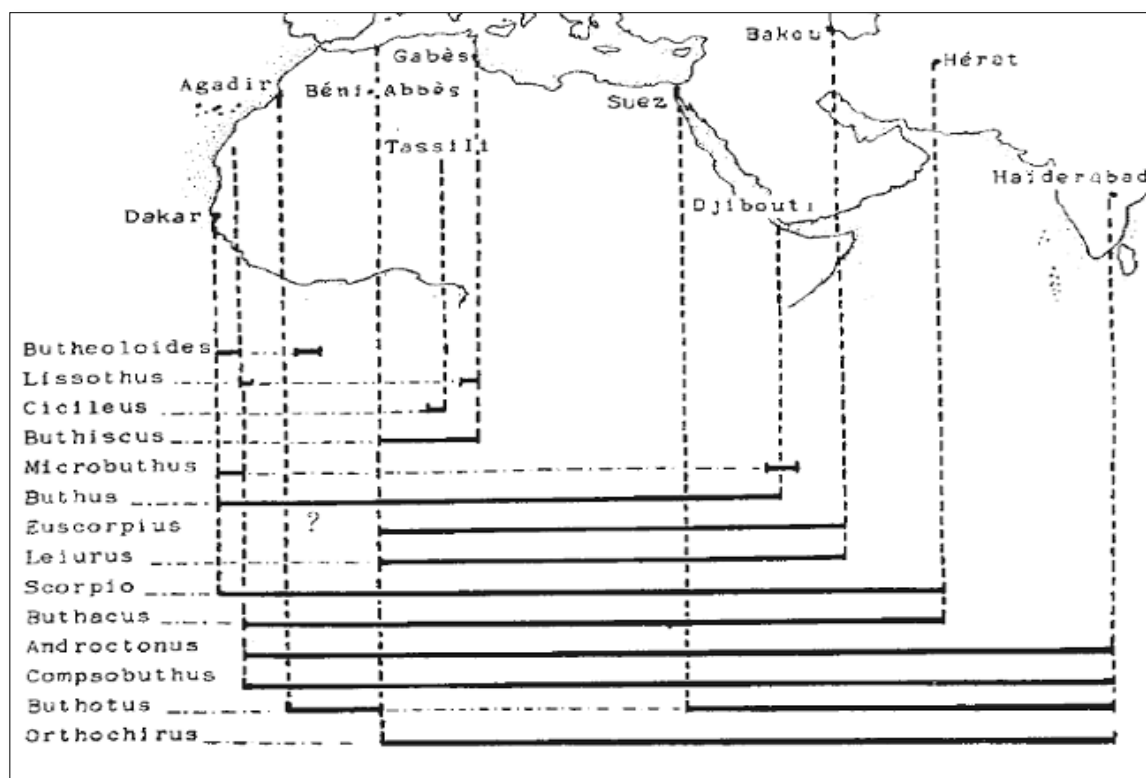 Bakou
Gabès
Hérat
Agadir
Béni-Abbès
Suez
Tassili
Haiderabad
Djibouti
Dakar
Butheoloides
Lissothus
Cicileus
Buthiscus
Microbuthus
Buthus
?
Euscorpius
Leiurus
Scorpio
Buthacus
Androctonus
Compsobuthus
Buthotus
Orthochirus